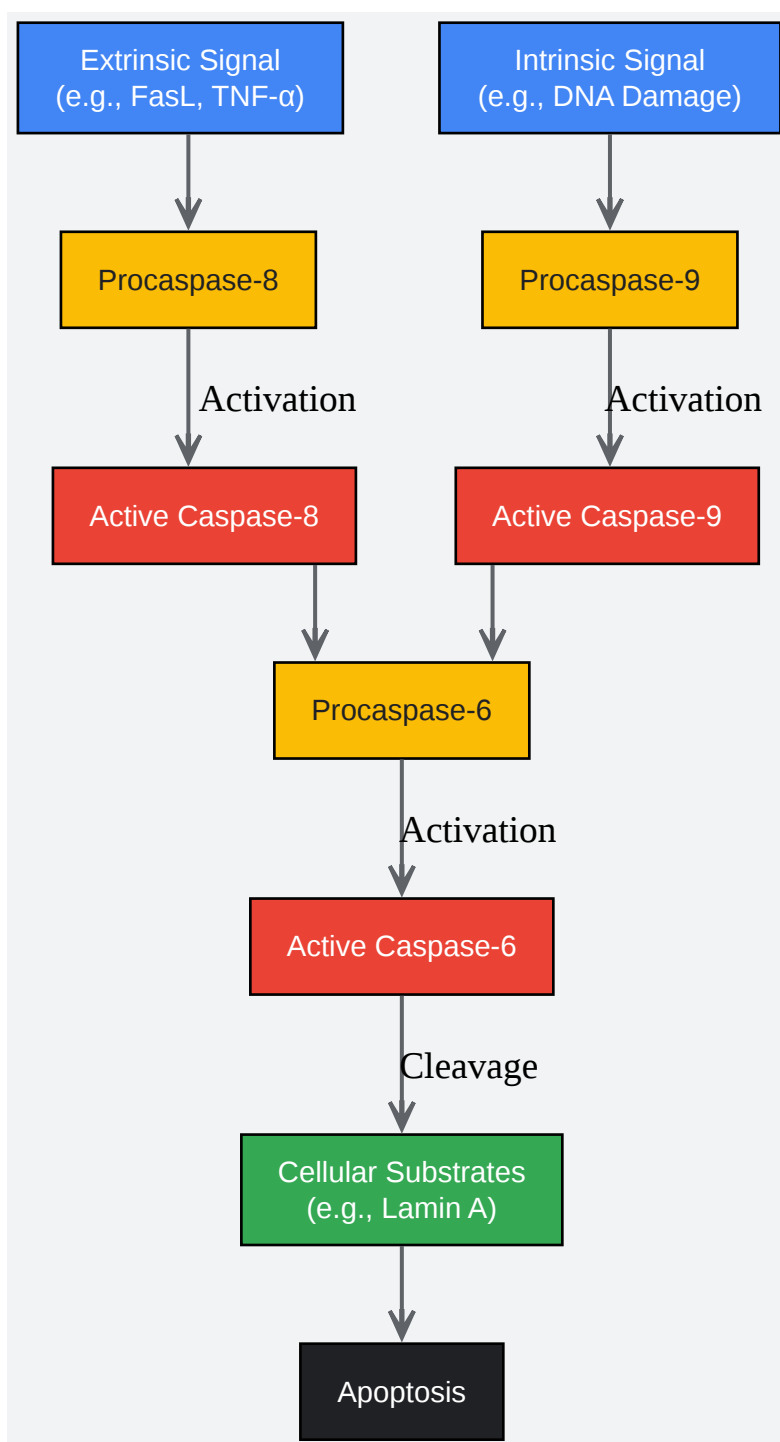 Extrinsic Signal
(e.g., FasL, TNF-α)
Intrinsic Signal
(e.g., DNA Damage)
Procaspase-8
Procaspase-9
Activation
Activation
Active Caspase-8
Active Caspase-9
Procaspase-6
Activation
Active Caspase-6
Cleavage
Cellular Substrates
(e.g., Lamin A)
Apoptosis